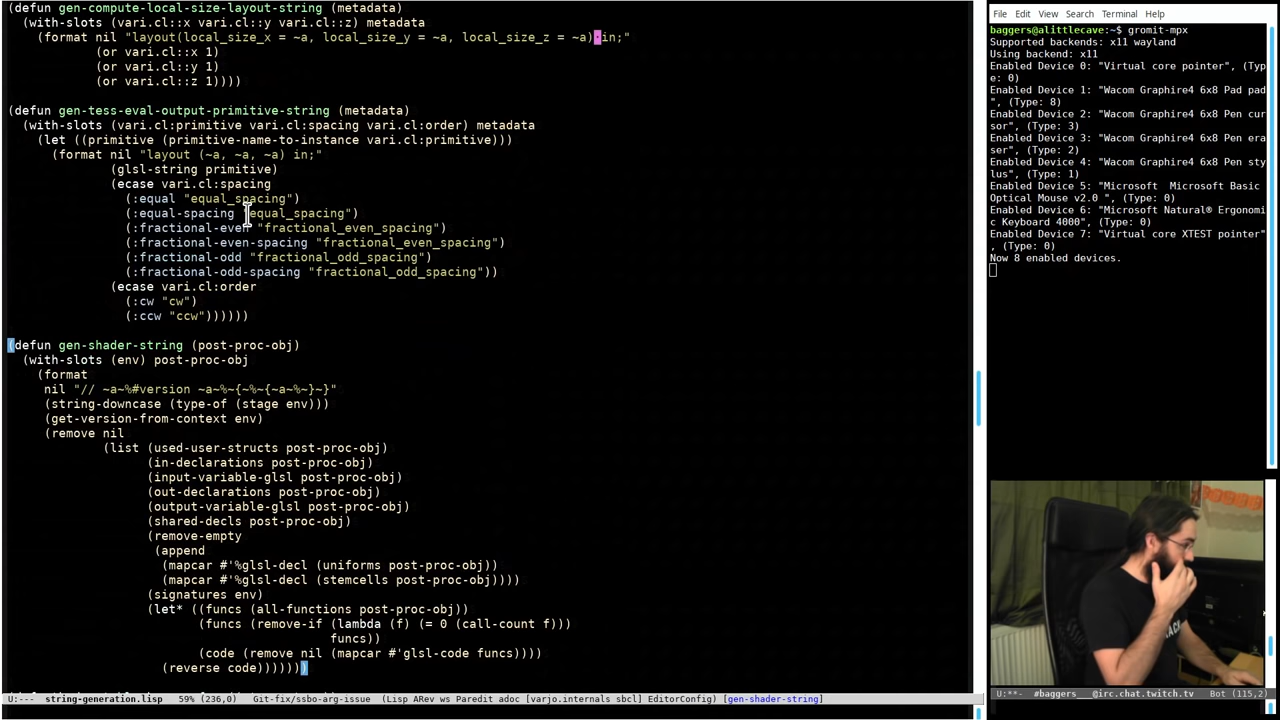 (defun gen-compute-local-size-layout-string (metadata)
(with-slots (vari.cl::x vari.cl::y vari.cl::z) metadata
(format nil "layout(local_size_x = ~a, local_size_y = ~a, local_size_z = ~a) in;"
(or vari.cl::x 1)
(or vari.cl::y 1)
(or vari.cl::z 1))))
(defun gen-tess-eval-output-primitive-string (metadata)
(with-slots (vari.cl:primitive vari.cl:spacing vari.cl:order) metadata
(let ((primitive (primitive-name-to-instance vari.cl:primitive)))
(format nil "layout (~a, ~a, ~a) in;"
(glsl-string primitive)
(ecase vari.cl:spacing
(:equal "equal_spacing")
(:equal-spacing "equal_spacing")
(:fractional-even "fractional_even_spacing")
(:fractional-even-spacing "fractional_even_spacing")
(:fractional-odd "fractional_odd_spacing")
(:fractional-odd-spacing "fractional_odd_spacing"))
(ecase vari.cl:order
(:cw "cw")
(:ccw "ccw"))))))
(defun gen-shader-string (post-proc-obj)
(with-slots (env) post-proc-obj
(format
nil "// ~a~%#version ~a~%~{~%~{~a~%~}~}"
(string-downcase (type-of (stage env)))
(get-version-from-context env)
(remove nil
(list (used-user-structs post-proc-obj)
(in-declarations post-proc-obj)
(input-variable-glsl post-proc-obj)
(out-declarations post-proc-obj)
(output-variable-glsl post-proc-obj)
(shared-decls post-proc-obj)
(remove-empty
(append
(mapcar #'%glsl-decl (uniforms post-proc-obj))
(mapcar #'%glsl-decl (stemcells post-proc-obj))))
(signatures env)
(let* ((funcs (all-functions post-proc-obj))
(funcs (remove-if (lambda (f) (= 0 (call-count f)))
funcs))
(code (remove nil (mapcar #'glsl-code funcs))))
(reverse code)))))))
U:--- string-generation.lisp 59% (236,0) Git-fix/ssbo-arg-issue (Lisp ARev ws Paredit adoc [varjo.internals sbcl] EditorConfig) [gen-shader-string]
File Edit View Search Terminal Help
baggers@alittlecave:~$ gromit-mpx
Supported backends: x11 wayland
Using backend: x11
Enabled Device 0: "Virtual core pointer", (Typ
e: 0)
Enabled Device 1: "Wacom Graphire4 6x8 Pad pad
", (Type: 8)
Enabled Device 2: "Wacom Graphire4 6x8 Pen cur
sor", (Type: 3)
Enabled Device 3: "Wacom Graphire4 6x8 Pen era
ser", (Type: 2)
Enabled Device 4: "Wacom Graphire4 6x8 Pen sty
lus", (Type: 1)
Enabled Device 5: "Microsoft  Microsoft Basic
Optical Mouse v2.0 ", (Type: 0)
Enabled Device 6: "Microsoft Natural® Ergonomi
c Keyboard 4000", (Type: 0)
Enabled Device 7: "Virtual core XTEST pointer"
, (Type: 0)
Now 8 enabled devices.
U:**- #baggers__@irc.chat.twitch.tv Bot (115,2)